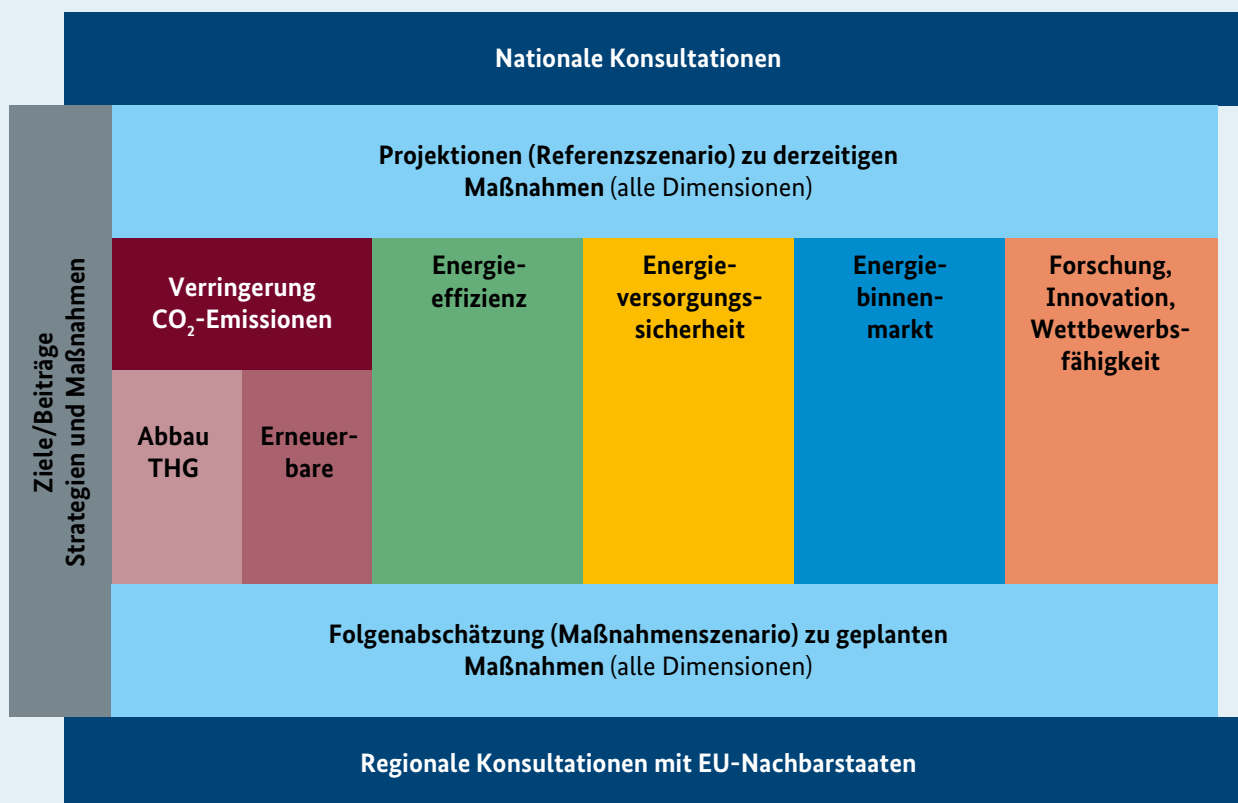 Nationale Konsultationen
Ziele/Beiträge
Strategien und Maßnahmen
Projektionen (Referenzszenario) zu derzeitigen
Maßnahmen (alle Dimensionen)
Verringerung
CO₂-Emissionen
Abbau
THG
Erneuer-
bare
Energie-
effizienz
Energie-
versorgungs-
sicherheit
Energie-
binnen-
markt
Forschung,
Innovation,
Wettbewerbs-
fähigkeit
Folgenabschätzung (Maßnahmenszenario) zu geplanten
Maßnahmen (alle Dimensionen)
Regionale Konsultationen mit EU-Nachbarstaaten